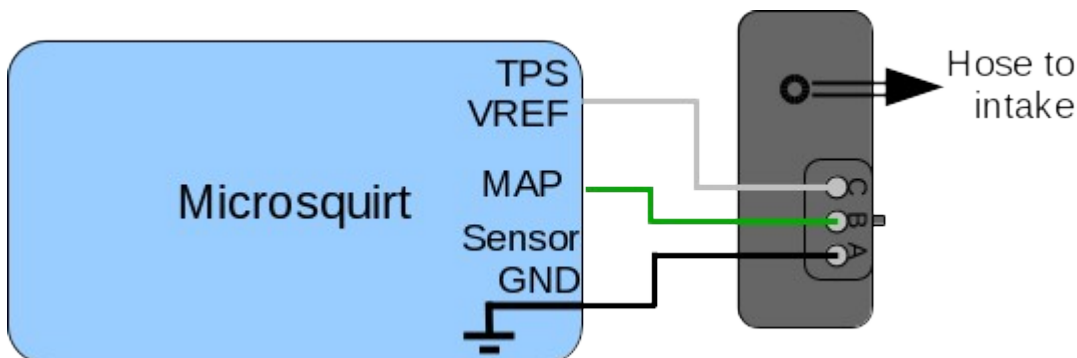 TPS
VREF
Microsquirt
MAP
Sensor
GND
Hose to
intake
C
B
A